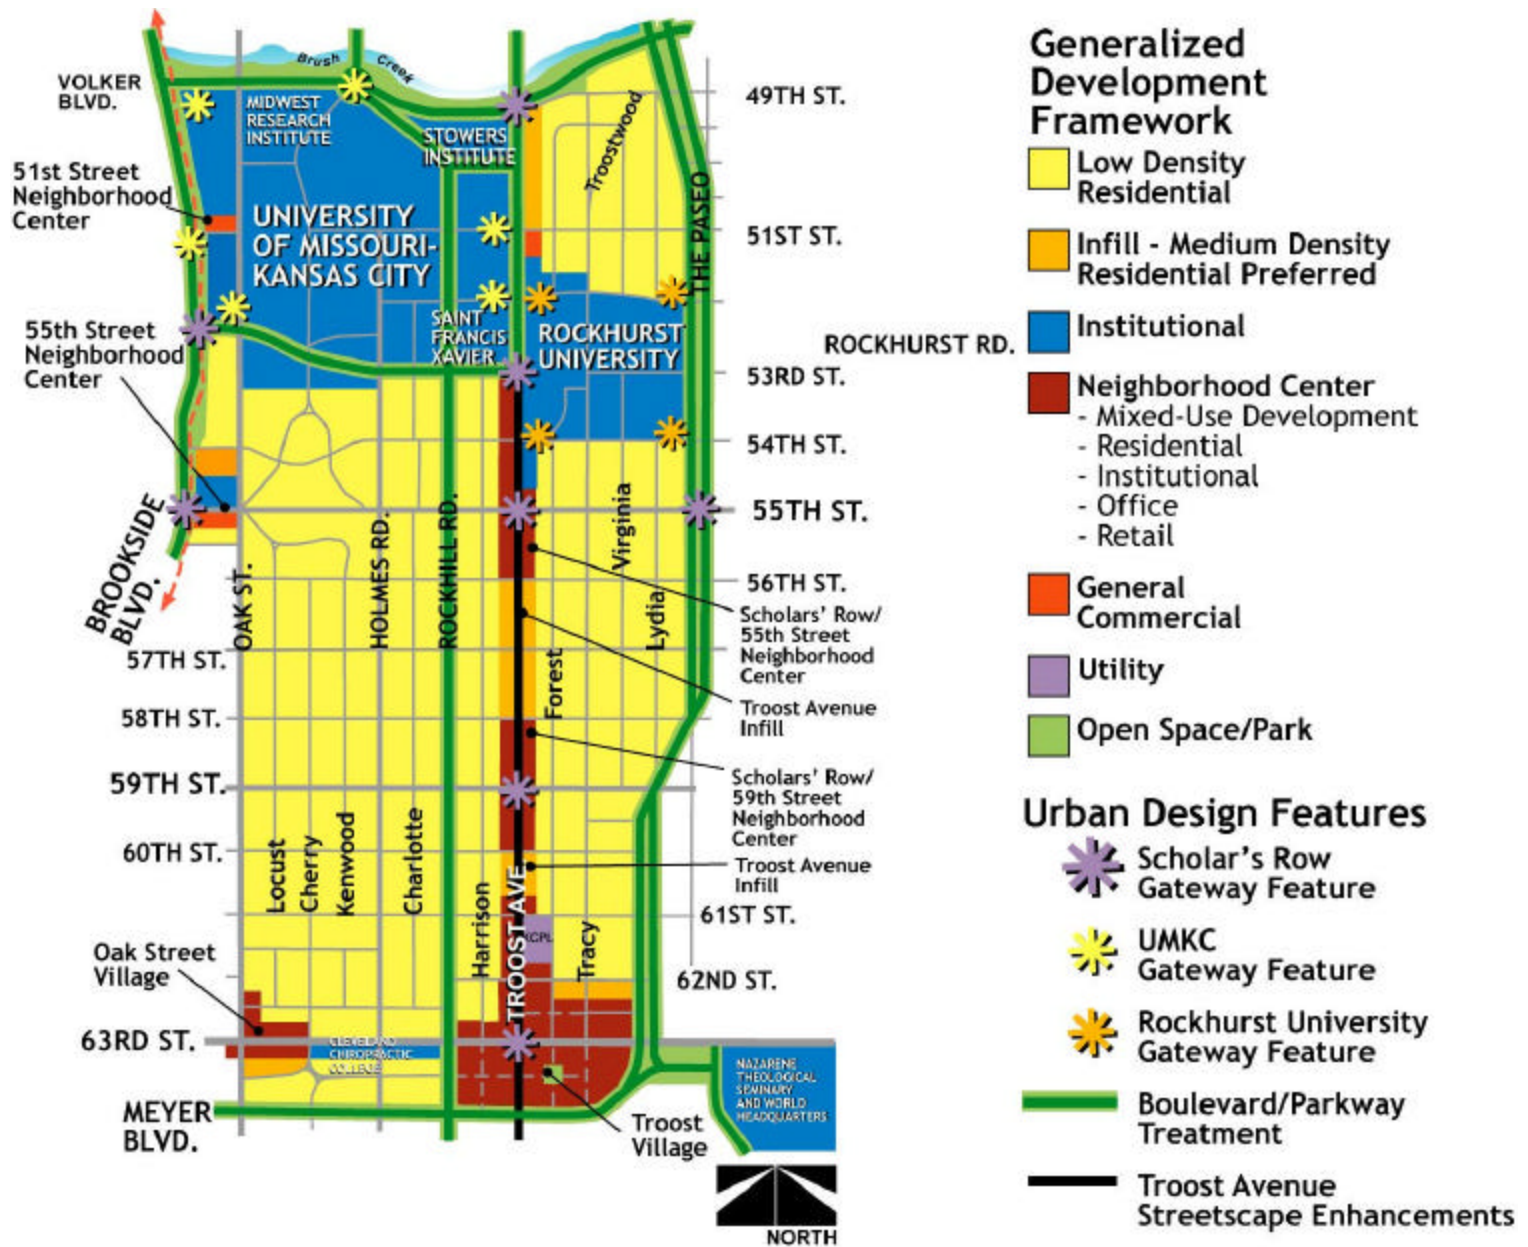 Brush Creek
VOLKER
BLVD.
MIDWEST
RESEARCH
INSTITUTE
STOWERS
INSTITUTE
Troostwood
49TH ST.
51st Street
Neighborhood
Center
UNIVERSITY
OF MISSOURI-
KANSAS CITY
THE PASEO
51ST ST.
55th Street
Neighborhood
Center
SAINT
FRANCIS
XAVIER
ROCKHURST
UNIVERSITY
ROCKHURST RD.
53RD ST.
54TH ST.
BROOKSIDE
BLVD.
OAK ST.
HOLMES RD.
ROCKHILL RD.
Virginia
55TH ST.
56TH ST.
Lydia
Scholars' Row/
55th Street
Neighborhood
Center
57TH ST.
Forest
Troost Avenue
Infill
58TH ST.
59TH ST.
Scholars' Row/
59th Street
Neighborhood
Center
60TH ST.
Locust
Cherry
Kenwood
Charlotte
Harrison
TROOST AVE
Tracy
Troost Avenue
Infill
61ST ST.
KCPL
Oak Street
Village
62ND ST.
63RD ST.
CLEVELAND
CHIROPRACTIC
COLLEGE
NAZARENE
THEOLOGICAL
SEMINARY
AND WORLD
HEADQUARTERS
MEYER
BLVD.
Troost
Village
NORTH
Generalized
Development
Framework
Low Density
Residential
Infill - Medium Density
Residential Preferred
Institutional
Neighborhood Center
- Mixed-Use Development
- Residential
- Institutional
- Office
- Retail
General
Commercial
Utility
Open Space/Park
Urban Design Features
Scholar's Row
Gateway Feature
UMKC
Gateway Feature
Rockhurst University
Gateway Feature
Boulevard/Parkway
Treatment
Troost Avenue
Streetscape Enhancements